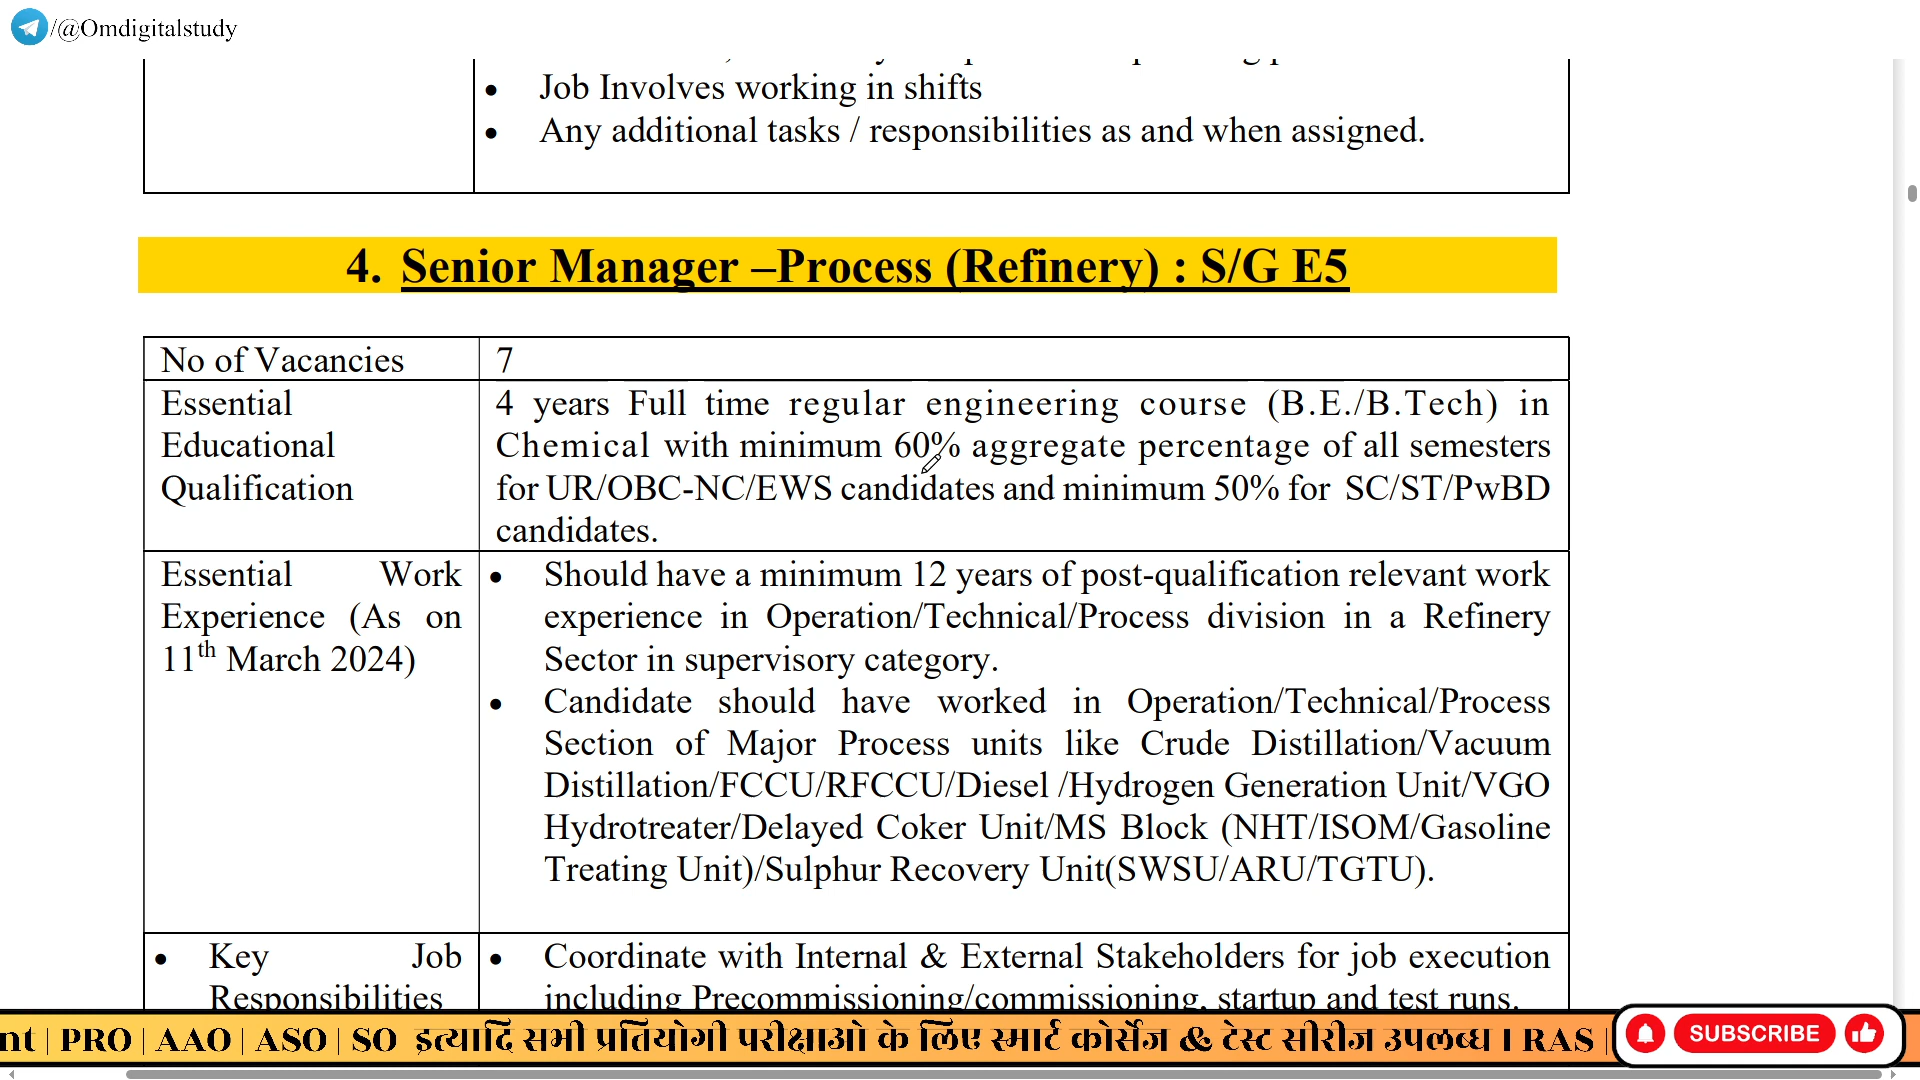 /@Omdigitalstudy
• Job Involves working in shifts
• Any additional tasks / responsibilities as and when assigned.
4. Senior Manager –Process (Refinery) : S/G E5
No of Vacancies
7
Essential
Educational
Qualification
4 years Full time regular engineering course (B.E./B.Tech) in
Chemical with minimum 60% aggregate percentage of all semesters
for UR/OBC-NC/EWS candidates and minimum 50% for SC/ST/PwBD
candidates.
Essential Work
Experience (As on
11th March 2024)
• Should have a minimum 12 years of post-qualification relevant work
experience in Operation/Technical/Process division in a Refinery
Sector in supervisory category.
• Candidate should have worked in Operation/Technical/Process
Section of Major Process units like Crude Distillation/Vacuum
Distillation/FCCU/RFCCU/Diesel /Hydrogen Generation Unit/VGO
Hydrotreater/Delayed Coker Unit/MS Block (NHT/ISOM/Gasoline
Treating Unit)/Sulphur Recovery Unit(SWSU/ARU/TGTU).
• Key Job
Responsibilities
• Coordinate with Internal & External Stakeholders for job execution
including Precommissioning/commissioning, startup and test runs.
nt | PRO | AAO | ASO | SO इत्यादि सभी प्रतियोगी परीक्षाओ के लिए स्मार्ट कोर्सेज & टेस्ट सीरीज उपलब्ध । RAS |
SUBSCRIBE